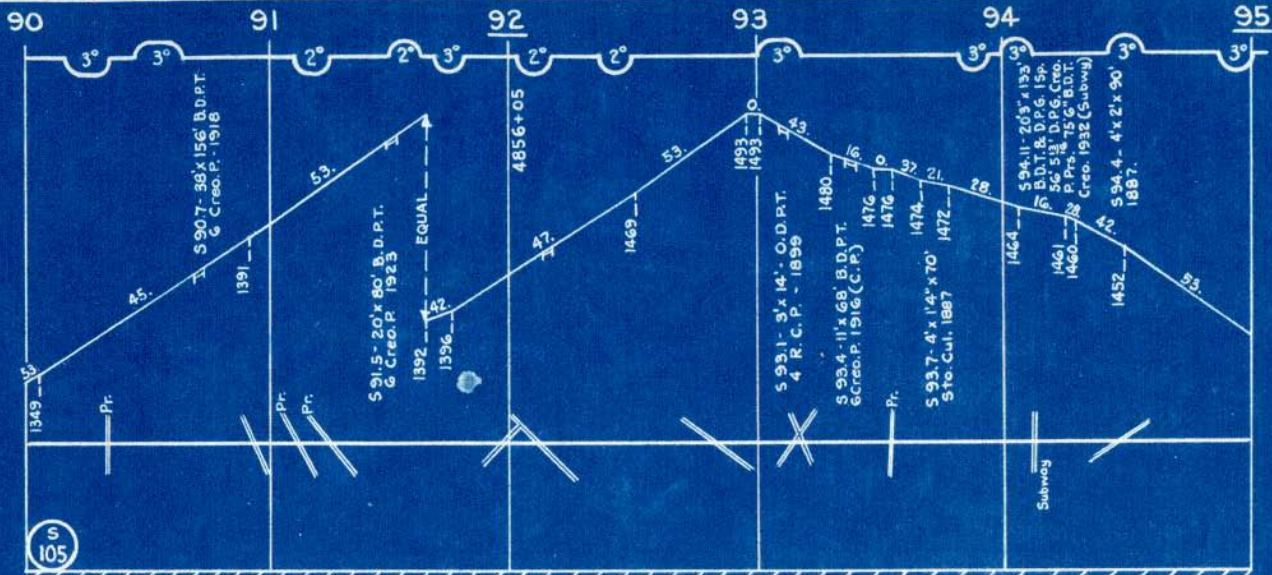 90 91 92 93 94 95
3° 3° 2° 2° 3° 2° 2° 3° 3° 3° 3° 3°
S 90.7- 38' x 156' B.D.P.T.
6 Creo. P. - 1918
53. 45. 53.
1349
1391
S 91.5- 20' x 80' B.D.P.T.
6 Creo. P. 1923
EQUAL
1392
1396
4856+05
42. 47. 53.
1469
1493
1493
0. 43. 16. 0. 37. 21. 28. 16. 28. 42. 53.
S 93.1- 3' x 14'- O.D.P.T.
4 R.C.P. - 1899
1480
S 93.4- 11' x 68' B.D.P.T.
6 Creo. P. 1916 (C.P.)
1476
1476
S 93.7- 4' x 1'4" x 70'
Sto. Cul. 1887
1474
1472
1464
S 94.11- 20'3" x 133'
B.D.T. & D.P.G. 1 Sp.
D.P.G. Creo.
P. Prs. 75'6" B.D.T.
Creo. 1932 (Subwy)
1461
1460
S 94.4- 4' x 2' x 90'
1887.
1452
Pr. Pr. Pr. Pr.
Subway
S
105